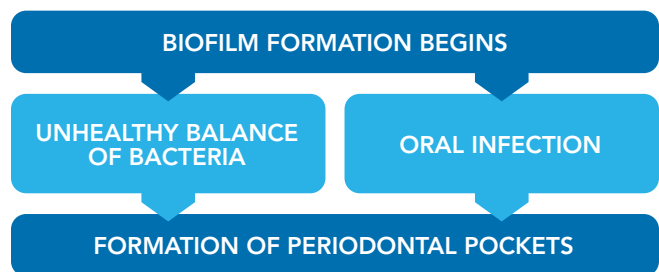 BIOFILM FORMATION BEGINS
UNHEALTHY BALANCE
OF BACTERIA
ORAL INFECTION
FORMATION OF PERIODONTAL POCKETS